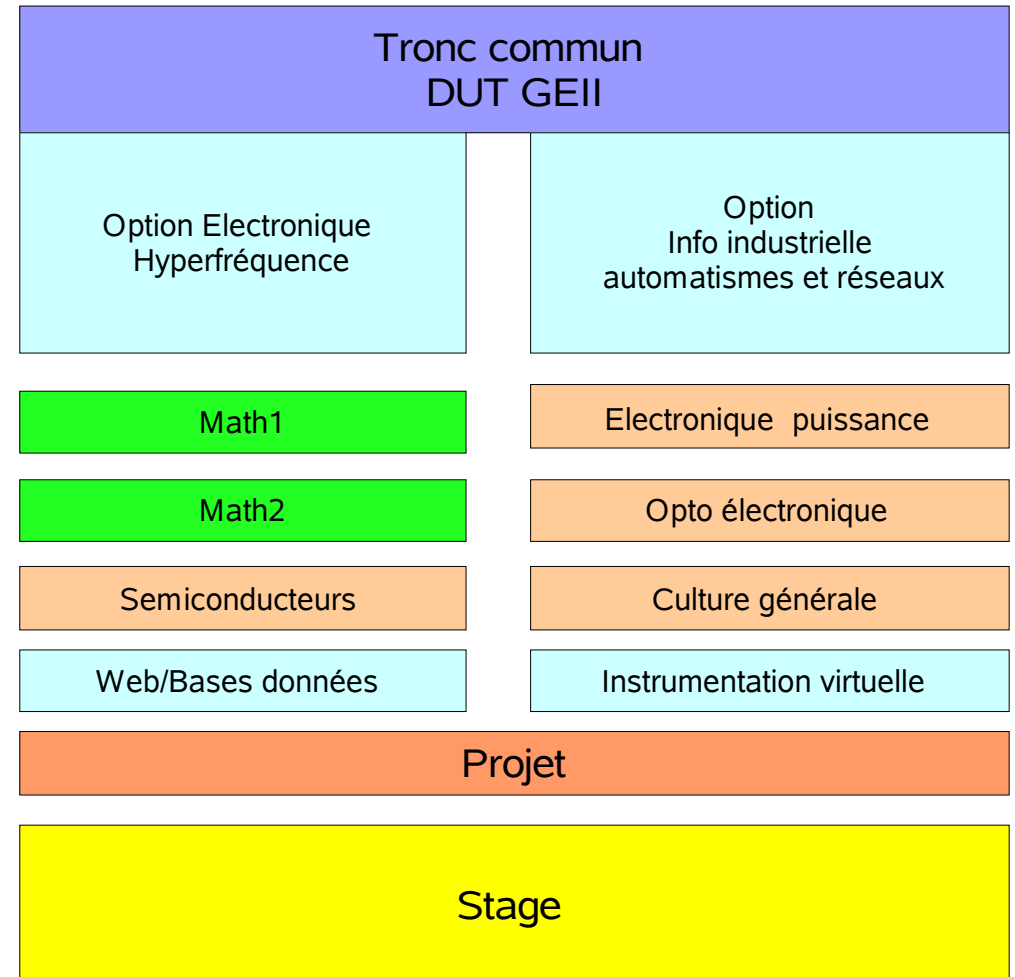 Tronc commun
DUT GEII
Option Electronique
Hyperfréquence
Option
Info industrielle
automatismes et réseaux
Math1
Electronique puissance
Math2
Opto électronique
Semiconducteurs
Culture générale
Web/Bases données
Instrumentation virtuelle
Projet
Stage